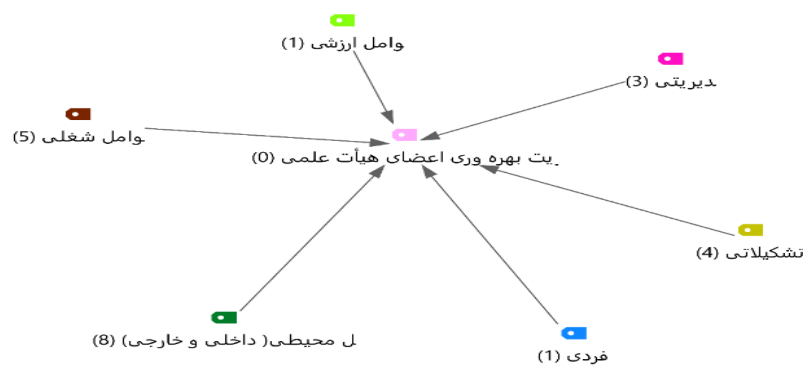 وامل ارزشی (1)
دیریتی (3)
وامل شغلی (5)
ریت بهره وری اعضای هیأت علمی (0)
تشکیلاتی (4)
ل محیطی( داخلی و خارجی) (8)
فردی (1)